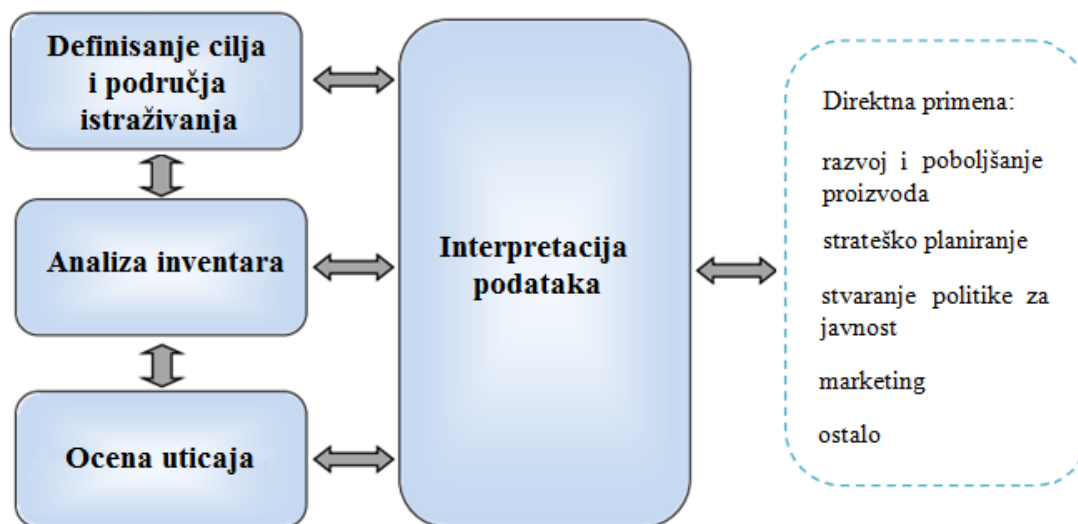 Definisanje cilja
i područja
istraživanja
Analiza inventara
Ocena uticaja
Interpretacija
podataka
Direktna primena:
razvoj i poboljšanje
proizvoda
strateško planiranje
stvaranje politike za
javnost
marketing
ostalo